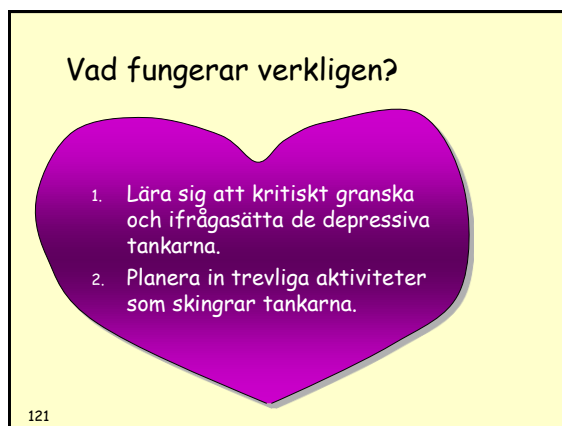 Vad fungerar verkligen?
1. Lära sig att kritiskt granska
och ifrågasätta de depressiva
tankarna.
2. Planera in trevliga aktiviteter
som skingrar tankarna.
121